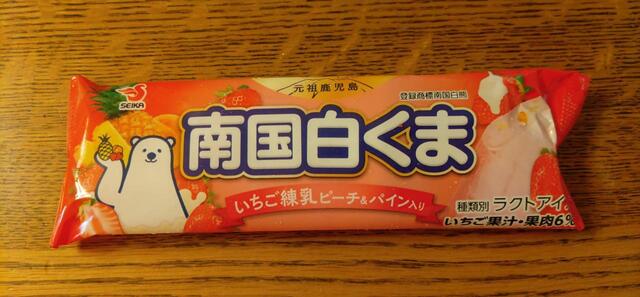 元祖鹿児島
SEIKA
登録商標南国白熊
南国白くま
いちご練乳ピーチ&パイン入り
種類別 ラクトアイ
いちご果汁・果肉6%